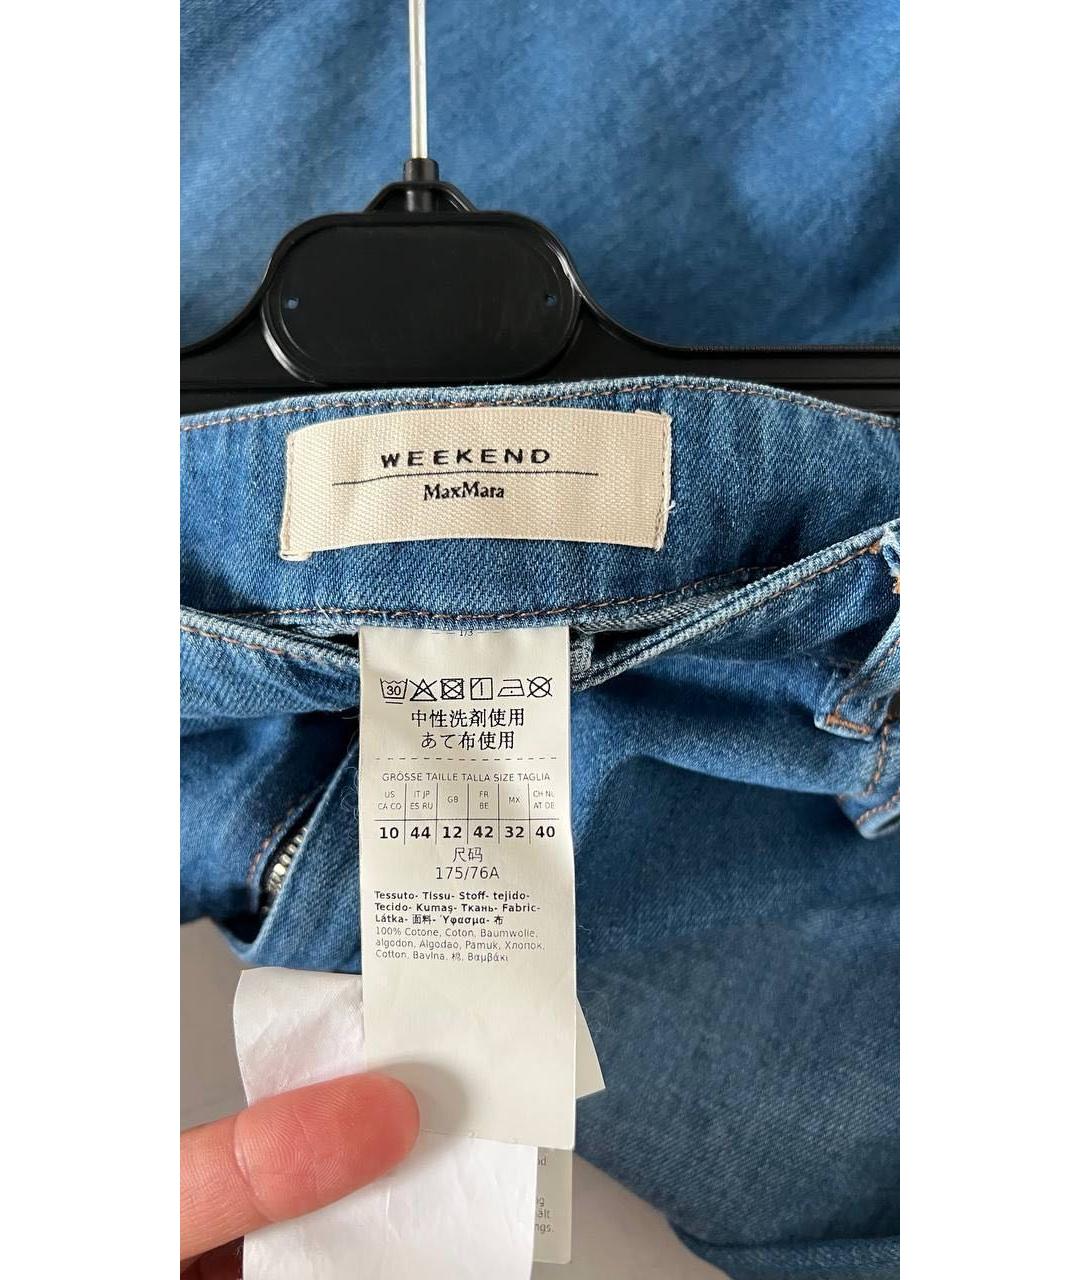 WEEKEND
MaxMara
1/3
30
中性洗剤使用
あて布使用
GRÖSSE TAILLE TALLA SIZE TAGLIA
US IT JP GB FR MX CH NL
CA CO ES RU BE AT DE
10 44 12 42 32 40
尺码
175/76A
Tessuto- Tissu- Stoff- tejido-
Tecido- Kumaş- Ткань- Fabric-
Látka- 面料- Ύφασμα- 布
100% Cotone, Coton, Baumwolle,
algodon, Algodao, Pamuk, Хлопок,
Cotton, Bavlna, 棉, Βαμβάκι